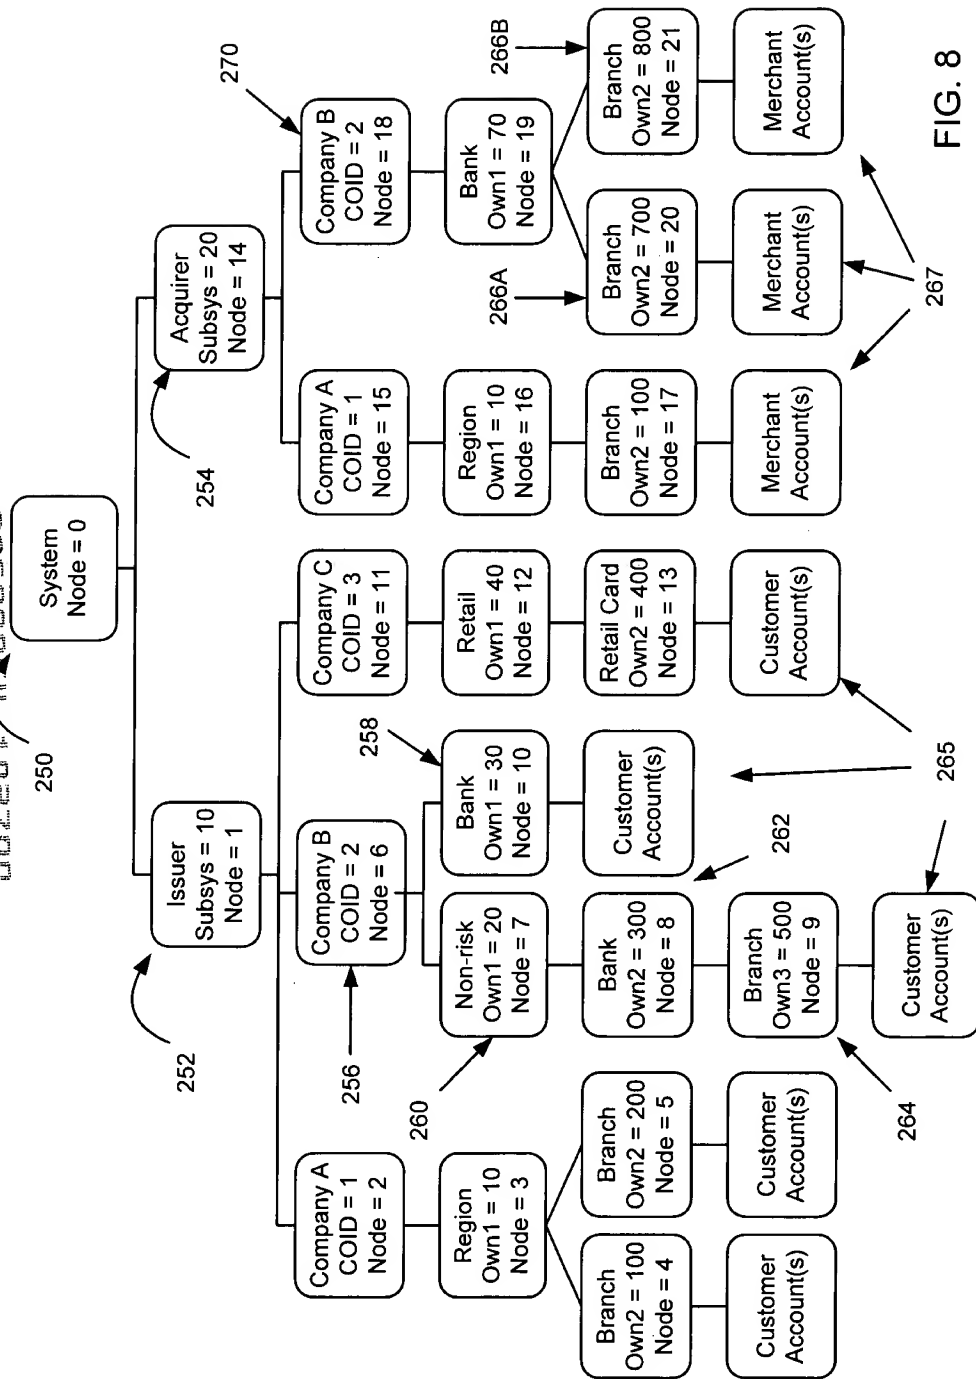 System
Node = 0
250
Issuer
Subsys = 10
Node = 1
252
Acquirer
Subsys = 20
Node = 14
254
Company A
COID = 1
Node = 2
Company B
COID = 2
Node = 6
256
Company C
COID = 3
Node = 11
Company A
COID = 1
Node = 15
Company B
COID = 2
Node = 18
270
Region
Own1 = 10
Node = 3
Non-risk
Own1 = 20
Node = 7
260
Bank
Own1 = 30
Node = 10
258
Retail
Own1 = 40
Node = 12
Region
Own1 = 10
Node = 16
Bank
Own1 = 70
Node = 19
Branch
Own2 = 100
Node = 4
Branch
Own2 = 200
Node = 5
Bank
Own2 = 300
Node = 8
262
Customer
Account(s)
Retail Card
Own2 = 400
Node = 13
Branch
Own2 = 100
Node = 17
Branch
Own2 = 700
Node = 20
266A
Branch
Own2 = 800
Node = 21
266B
Customer
Account(s)
Customer
Account(s)
Branch
Own3 = 500
Node = 9
264
Customer
Account(s)
Merchant
Account(s)
Merchant
Account(s)
Merchant
Account(s)
Customer
Account(s)
265
267
FIG. 8